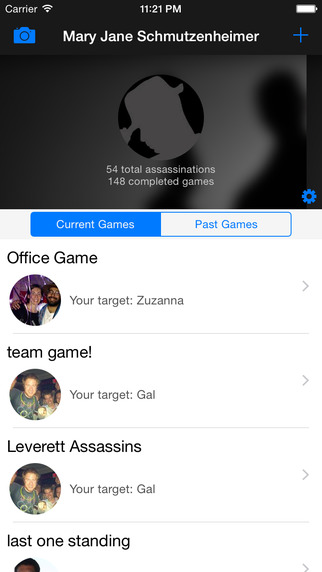 Carrier 11:21 PM
Mary Jane Schmutzenheimer
54 total assassinations
148 completed games
Current Games Past Games
Office Game
Your target: Zuzanna
team game!
Your target: Gal
Leverett Assassins
Your target: Gal
last one standing